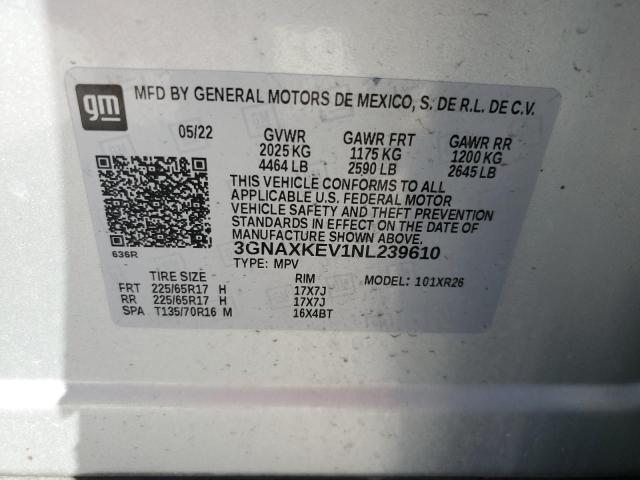 gm
MFD BY GENERAL MOTORS DE MEXICO, S. DE R.L. DE C.V.
05/22 GVWR GAWR FRT GAWR RR
2025 KG 1175 KG 1200 KG
4464 LB 2590 LB 2645 LB
THIS VEHICLE CONFORMS TO ALL
APPLICABLE U.S. FEDERAL MOTOR
VEHICLE SAFETY AND THEFT PREVENTION
STANDARDS IN EFFECT ON THE DATE OF
MANUFACTURE SHOWN ABOVE.
636R 3GNAXKEV1NL239610
TYPE: MPV MODEL: 101XR26
TIRE SIZE RIM
FRT 225/65R17 H 17X7J
RR 225/65R17 H 17X7J
SPA T135/70R16 M 16X4BT